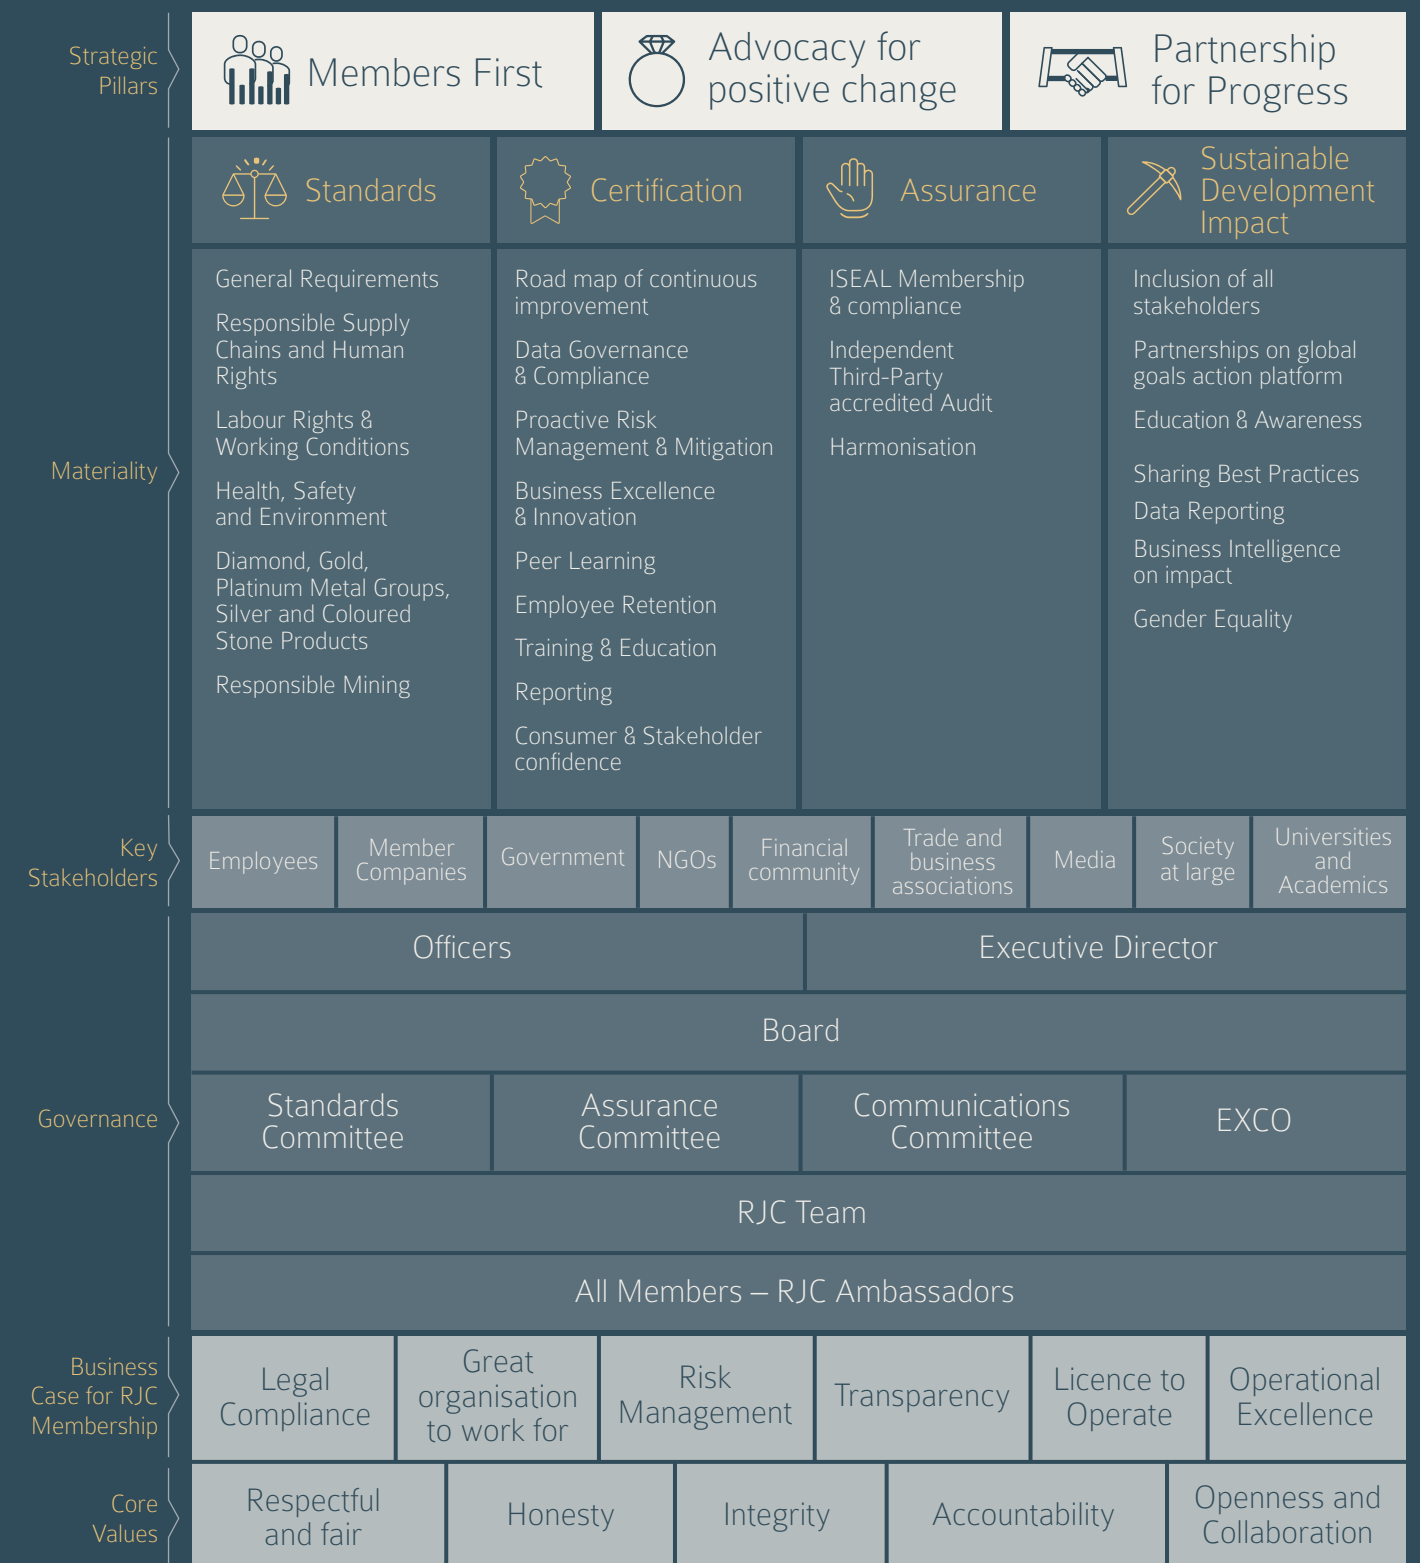 Strategic
Pillars
Members First
Advocacy for
positive change
Partnership
for Progress
Materiality
Standards
General Requirements
Responsible Supply
Chains and Human
Rights
Labour Rights &
Working Conditions
Health, Safety
and Environment
Diamond, Gold,
Platinum Metal Groups,
Silver and Coloured
Stone Products
Responsible Mining
Certification
Road map of continuous
improvement
Data Governance
& Compliance
Proactive Risk
Management & Mitigation
Business Excellence
& Innovation
Peer Learning
Employee Retention
Training & Education
Reporting
Consumer & Stakeholder
confidence
Assurance
ISEAL Membership
& compliance
Independent
Third-Party
accredited Audit
Harmonisation
Sustainable
Development
Impact
Inclusion of all
stakeholders
Partnerships on global
goals action platform
Education & Awareness
Sharing Best Practices
Data Reporting
Business Intelligence
on impact
Gender Equality
Key
Stakeholders
Employees
Member
Companies
Government
NGOs
Financial
community
Trade and
business
associations
Media
Society
at large
Universities
and
Academics
Governance
Officers
Executive Director
Board
Standards
Committee
Assurance
Committee
Communications
Committee
EXCO
RJC Team
All Members – RJC Ambassadors
Business
Case for RJC
Membership
Legal
Compliance
Great
organisation
to work for
Risk
Management
Transparency
Licence to
Operate
Operational
Excellence
Core
Values
Respectful
and fair
Honesty
Integrity
Accountability
Openness and
Collaboration